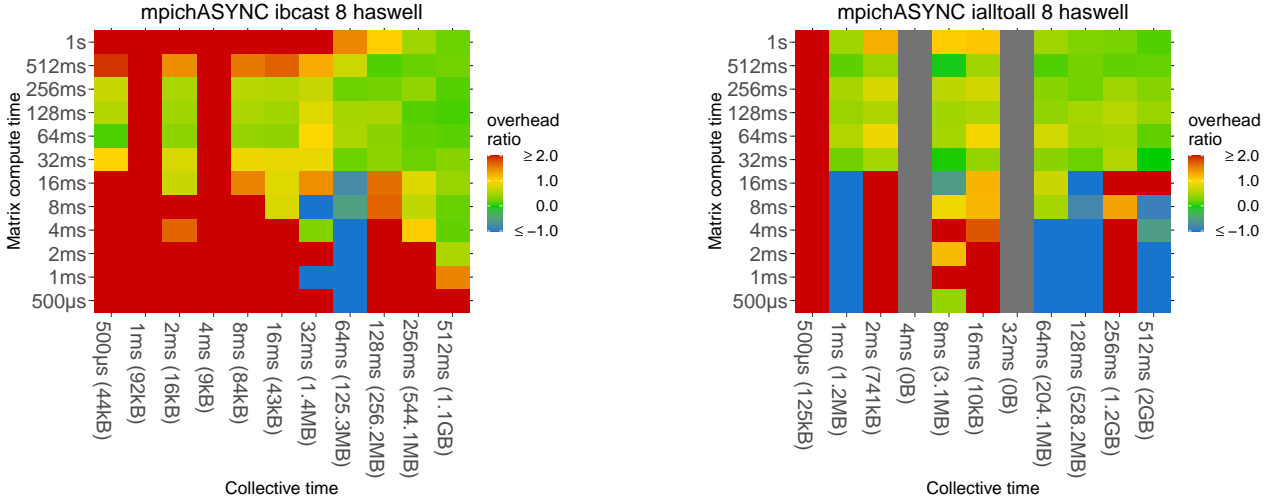 mpichASYNC ibcast 8 haswell
Matrix compute time
1s
512ms
256ms
128ms
64ms
32ms
16ms
8ms
4ms
2ms
1ms
500μs
500μs (44kB)
1ms (92kB)
2ms (16kB)
4ms (9kB)
8ms (84kB)
16ms (43kB)
32ms (1.4MB)
64ms (125.3MB)
128ms (256.2MB)
256ms (544.1MB)
512ms (1.1GB)
Collective time
overhead
ratio
≥ 2.0
1.0
0.0
≤ −1.0
mpichASYNC ialltoall 8 haswell
Matrix compute time
1s
512ms
256ms
128ms
64ms
32ms
16ms
8ms
4ms
2ms
1ms
500μs
500μs (125kB)
1ms (1.2MB)
2ms (741kB)
4ms (0B)
8ms (3.1MB)
16ms (10kB)
32ms (0B)
64ms (204.1MB)
128ms (528.2MB)
256ms (1.2GB)
512ms (2GB)
Collective time
overhead
ratio
≥ 2.0
1.0
0.0
≤ −1.0